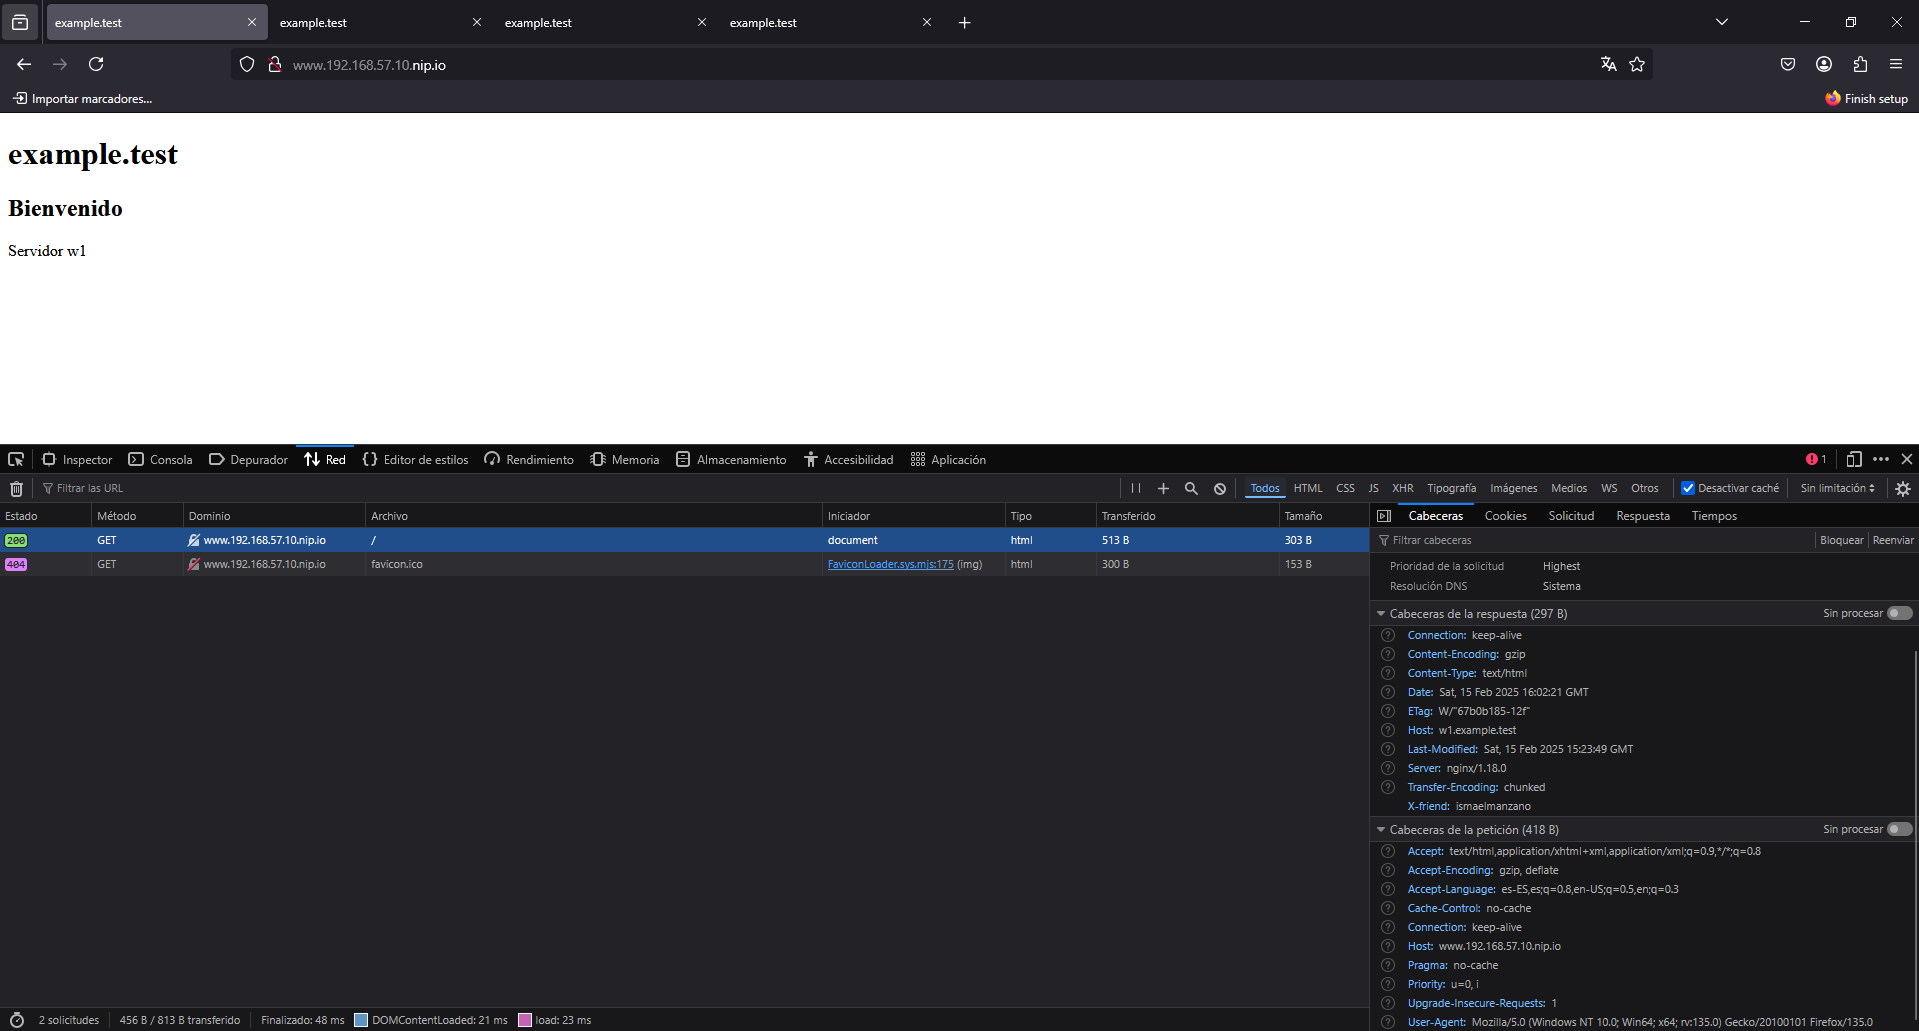 example.test
example.test
example.test
example.test
www.192.168.57.10.nip.io
Importar marcadores...
Finish setup
example.test
Bienvenido
Servidor w1
Inspector Consola Depurador Red Editor de estilos Rendimiento Memoria Almacenamiento Accesibilidad Aplicación 1
Filtrar las URL
Todos HTML CSS JS XHR Tipografía Imágenes Medios WS Otros Desactivar caché Sin limitación
Estado Método Dominio Archivo Iniciador Tipo Transferido Tamaño
200 GET www.192.168.57.10.nip.io / document html 513 B 303 B
404 GET www.192.168.57.10.nip.io favicon.ico FaviconLoader.sys.mjs:175 (img) html 300 B 153 B
Cabeceras Cookies Solicitud Respuesta Tiempos
Filtrar cabeceras Bloquear Reenviar
Prioridad de la solicitud Highest
Resolución DNS Sistema
Cabeceras de la respuesta (297 B) Sin procesar
Connection: keep-alive
Content-Encoding: gzip
Content-Type: text/html
Date: Sat, 15 Feb 2025 16:02:21 GMT
ETag: W/"67b0b185-12f"
Host: w1.example.test
Last-Modified: Sat, 15 Feb 2025 15:23:49 GMT
Server: nginx/1.18.0
Transfer-Encoding: chunked
X-friend: ismaelmanzano
Cabeceras de la petición (418 B) Sin procesar
Accept: text/html,application/xhtml+xml,application/xml;q=0.9,*/*;q=0.8
Accept-Encoding: gzip, deflate
Accept-Language: es-ES,es;q=0.8,en-US;q=0.5,en;q=0.3
Cache-Control: no-cache
Connection: keep-alive
Host: www.192.168.57.10.nip.io
Pragma: no-cache
Priority: u=0, i
Upgrade-Insecure-Requests: 1
User-Agent: Mozilla/5.0 (Windows NT 10.0; Win64; x64; rv:135.0) Gecko/20100101 Firefox/135.0
2 solicitudes 456 B / 813 B transferido Finalizado: 48 ms DOMContentLoaded: 21 ms load: 23 ms